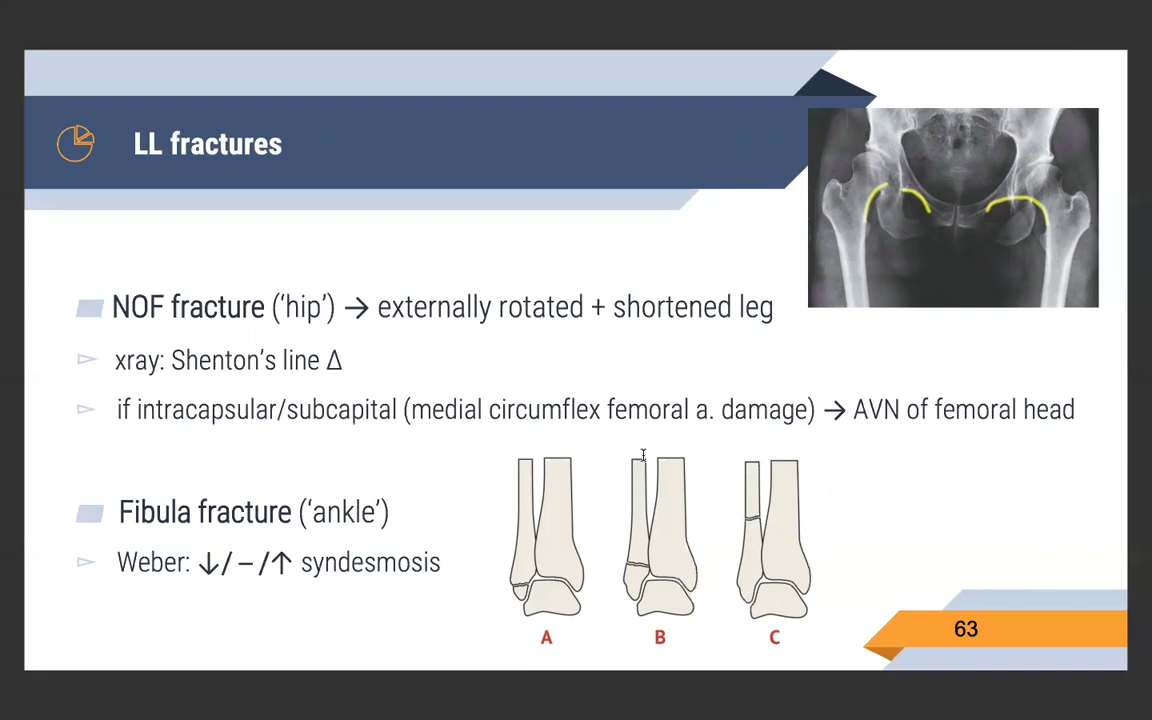 LL fractures
NOF fracture (‘hip’) → externally rotated + shortened leg
xray: Shenton’s line Δ
if intracapsular/subcapital (medial circumflex femoral a. damage) → AVN of femoral head
Fibula fracture (‘ankle’)
Weber: ↓/ – /↑ syndesmosis
A B C
63